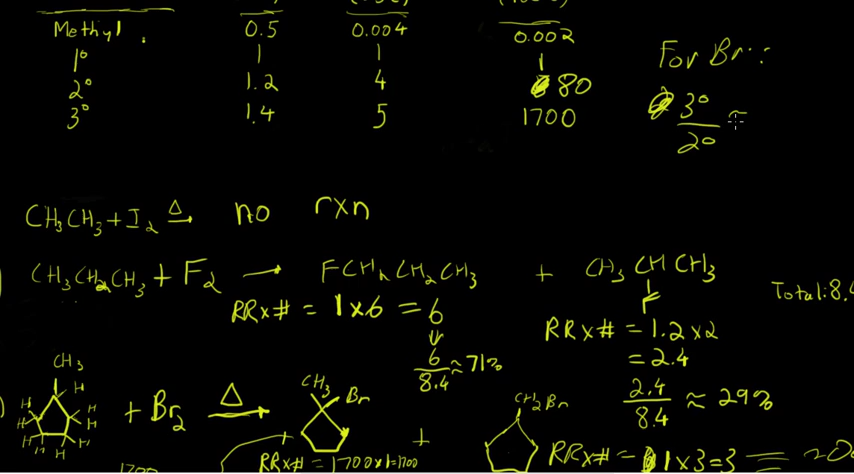 Methyl . 0.5 0.004 0.002
1° 1 1 1
2° 1.2 4 80
3° 1.4 5 1700
For Br·:
3°/2° ≈
CH3CH3 + I2 Δ→ no rxn
) CH3CH2CH3 + F2 → FCH2CH2CH3 + CH3CHCH3
F
RRx# = 1x6 = 6
6/8.4 ≈ 71%
RRx# = 1.2x2
= 2.4
2.4/8.4 ≈ 29%
Total: 8.4
) CH3 H H H H H H H H H + Br2 Δ→ CH3 Br + CH2Br
RRx# = 1700x1=1700
RRx# = 1x3=3
1700